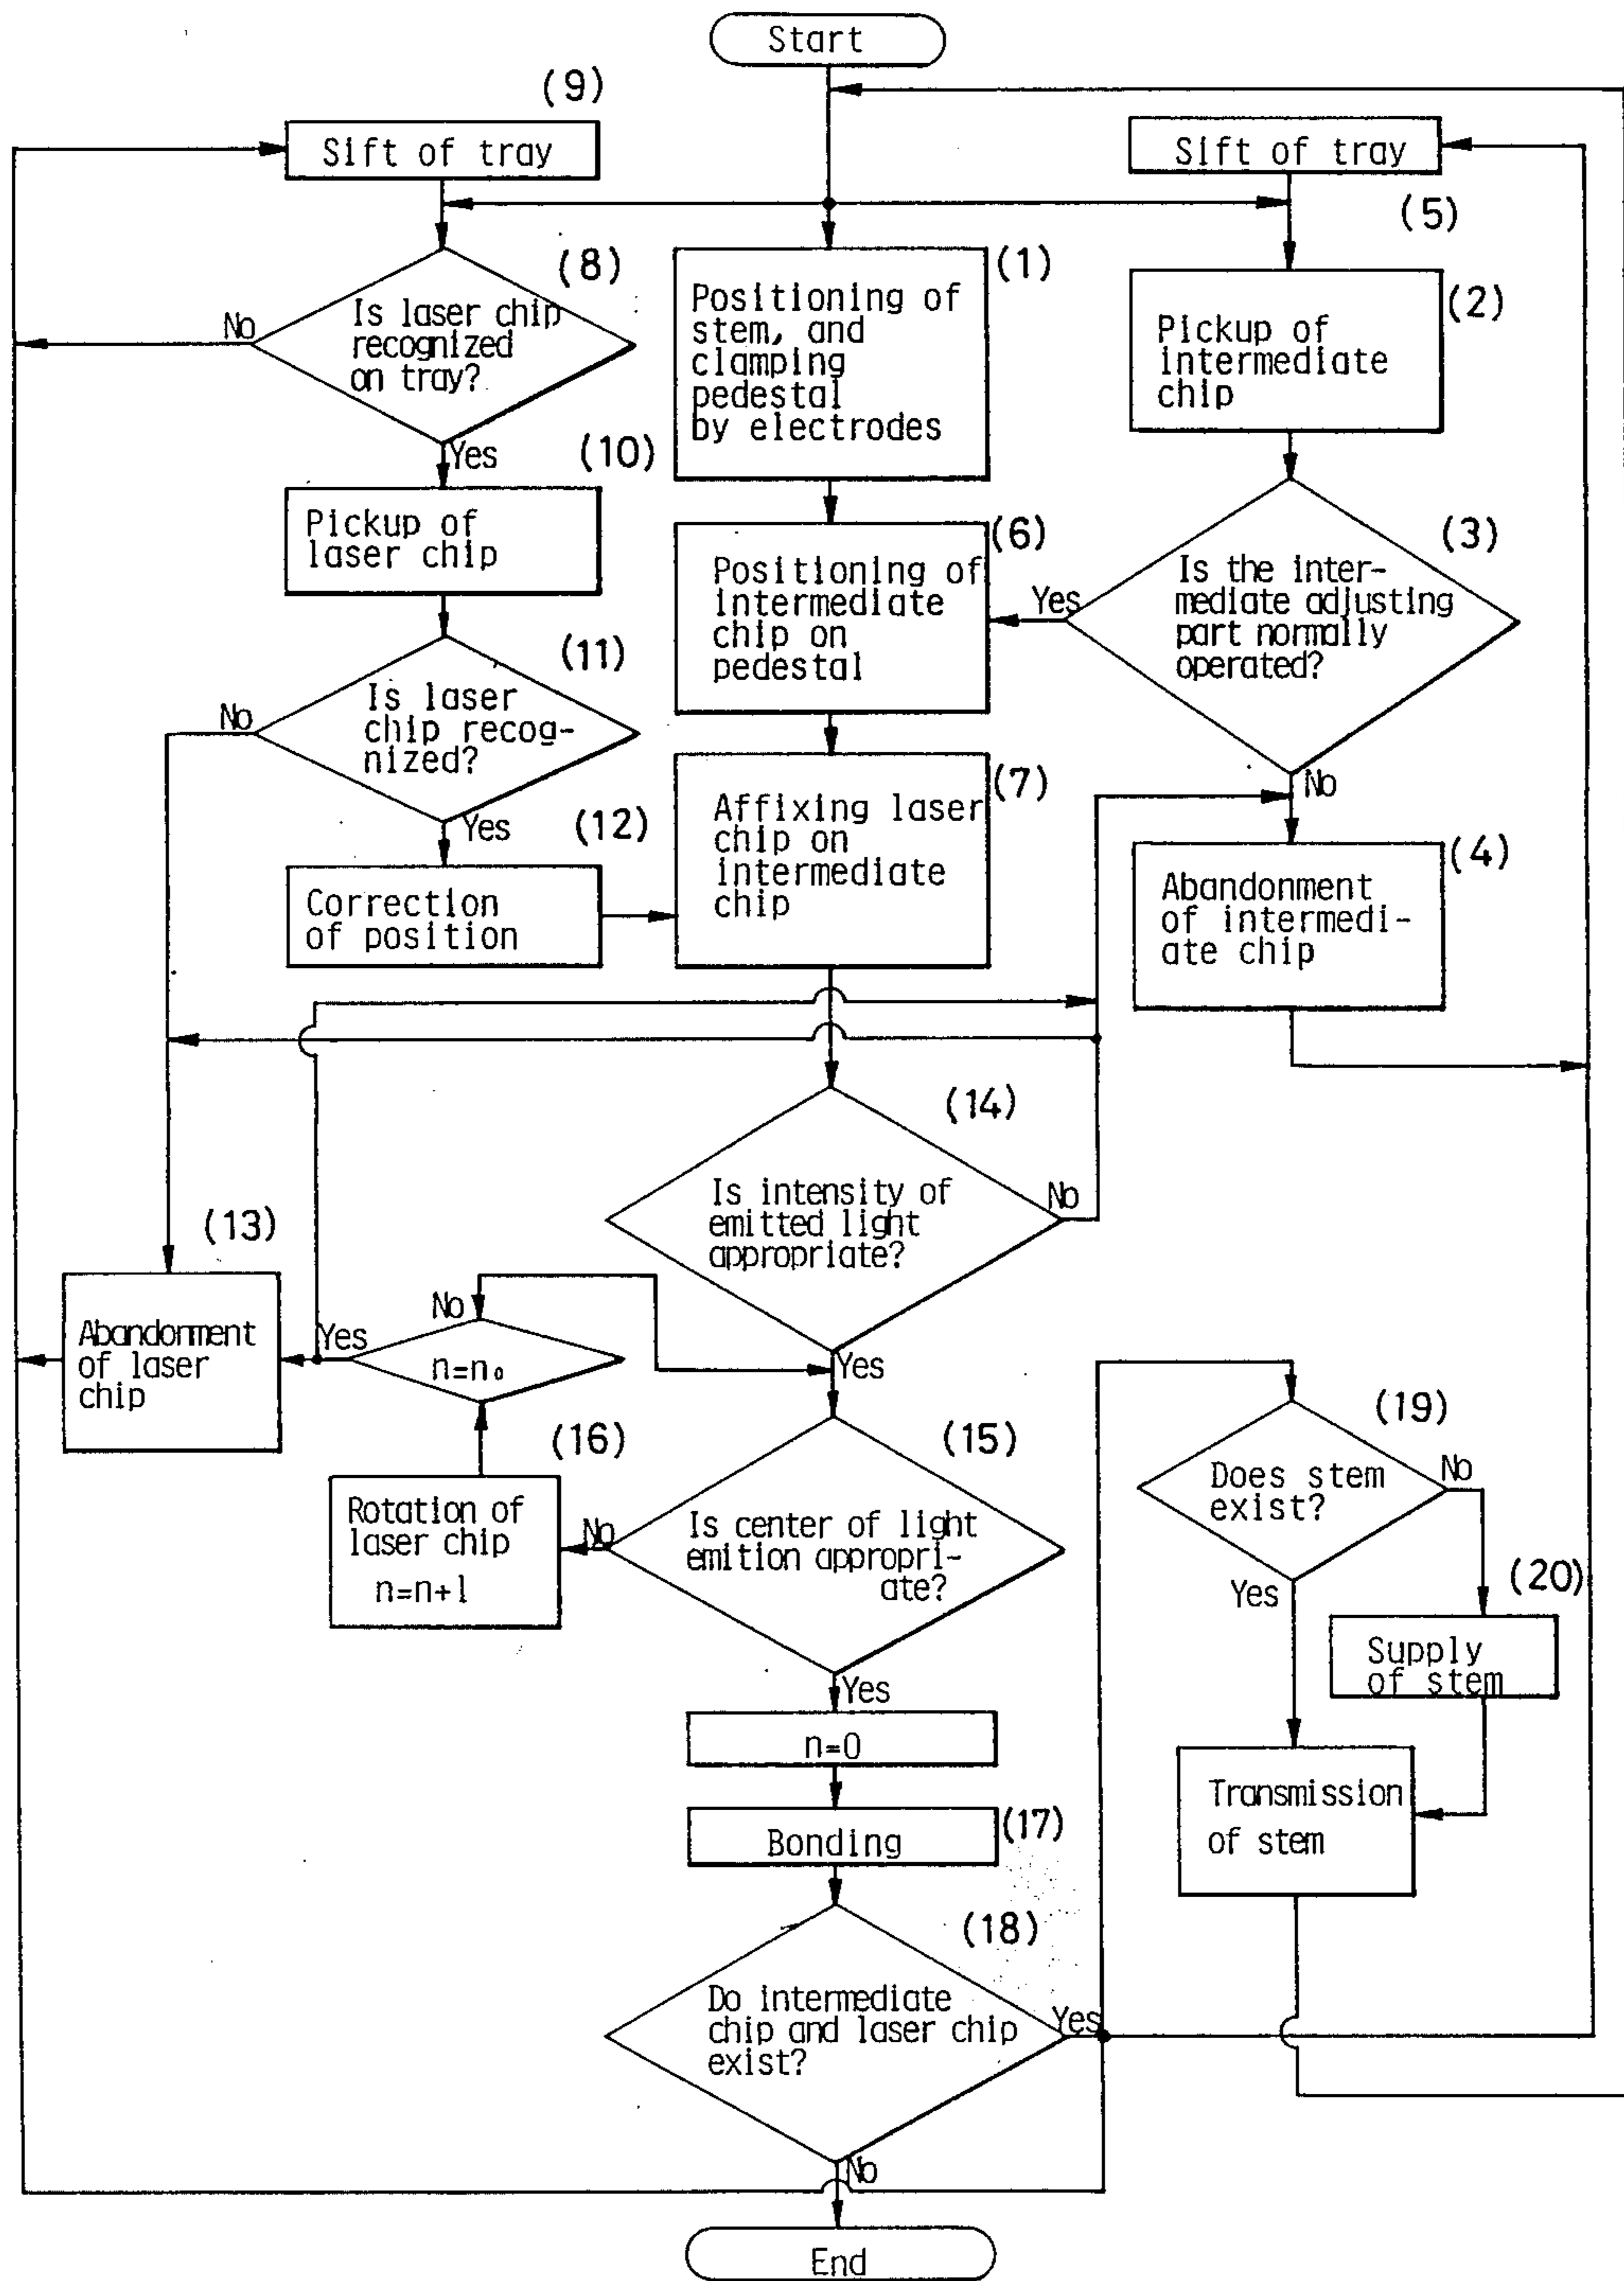 Start
(9)
Sift of tray
Sift of tray
(5)
(8)
Is laser chip
recognized
on tray?
No
Yes
(1)
Positioning of
stem, and
clamping
pedestal
by electrodes
(2)
Pickup of
intermediate
chip
(10)
Pickup of
laser chip
(6)
Positioning of
intermediate
chip on
pedestal
(3)
Is the inter-
mediate adjusting
part normally
operated?
Yes
No
(11)
Is laser
chip recog-
nized?
No
Yes
(12)
Correction
of position
(7)
Affixing laser
chip on
intermediate
chip
(4)
Abandonment
of intermedi-
ate chip
(14)
Is intensity of
emitted light
appropriate?
No
Yes
(13)
Abandonment
of laser
chip
Yes
No
n=n₀
(16)
Rotation of
laser chip
n=n+1
(15)
Is center of light
emition appropri-
ate?
No
Yes
(19)
Does stem
exist?
No
Yes
(20)
Supply
of stem
Transmission
of stem
n=0
Bonding
(17)
(18)
Do intermediate
chip and laser chip
exist?
Yes
No
End